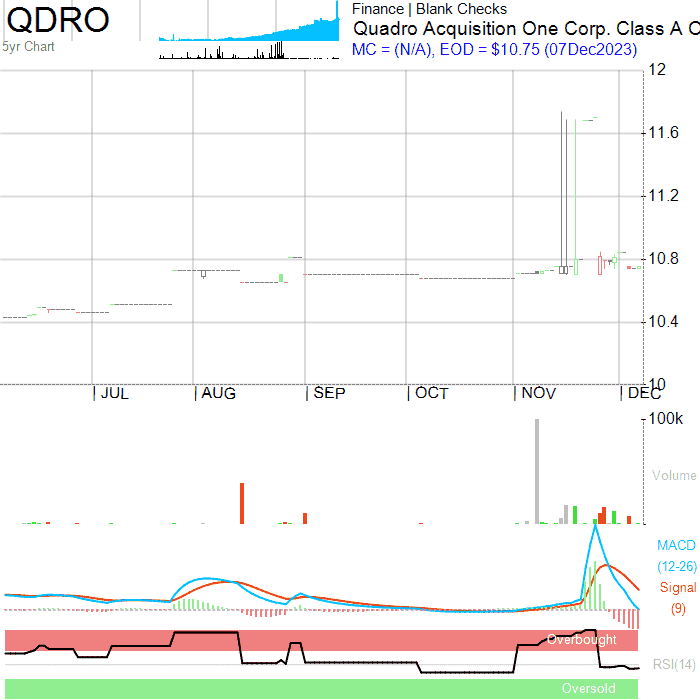 QDRO
5yr Chart
Finance | Blank Checks
Quadro Acquisition One Corp. Class A O
MC = (N/A), EOD = $10.75 (07Dec2023)
12
11.6
11.2
10.8
10.4
10
| JUL | AUG | SEP | OCT | NOV | DEC
100k
Volume
MACD
(12-26)
Signal
(9)
Overbought
RSI(14)
Oversold